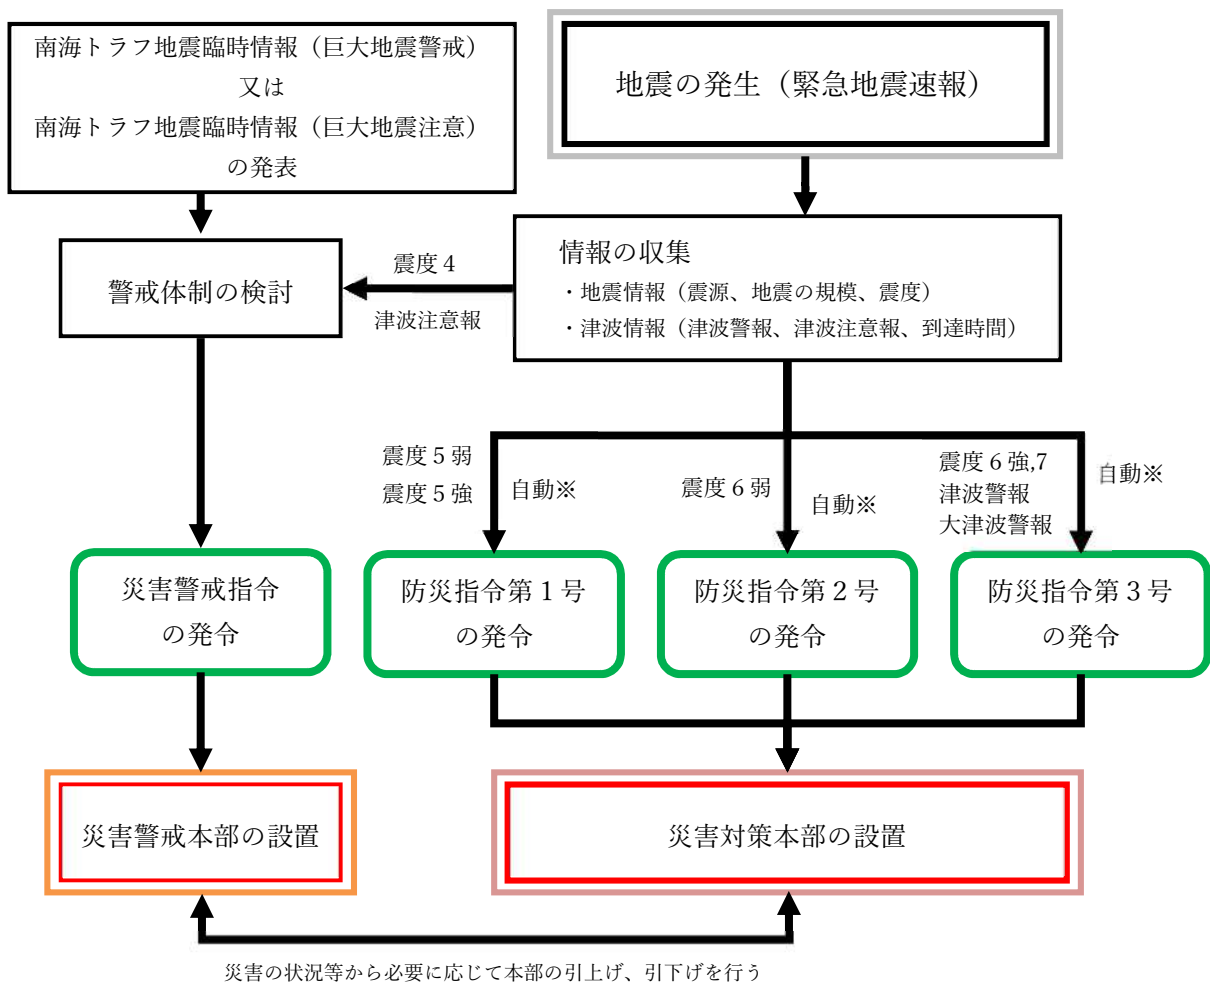 南海トラフ地震臨時情報（巨大地震警戒）
又は
南海トラフ地震臨時情報（巨大地震注意）
の発表
地震の発生（緊急地震速報）
警戒体制の検討
震度４
津波注意報
情報の収集
・地震情報（震源、地震の規模、震度）
・津波情報（津波警報、津波注意報、到達時間）
震度５弱
震度５強
自動※
震度６弱
自動※
震度６強,7
津波警報
大津波警報
自動※
災害警戒指令
の発令
防災指令第１号
の発令
防災指令第２号
の発令
防災指令第３号
の発令
災害警戒本部の設置
災害対策本部の設置
災害の状況等から必要に応じて本部の引上げ、引下げを行う